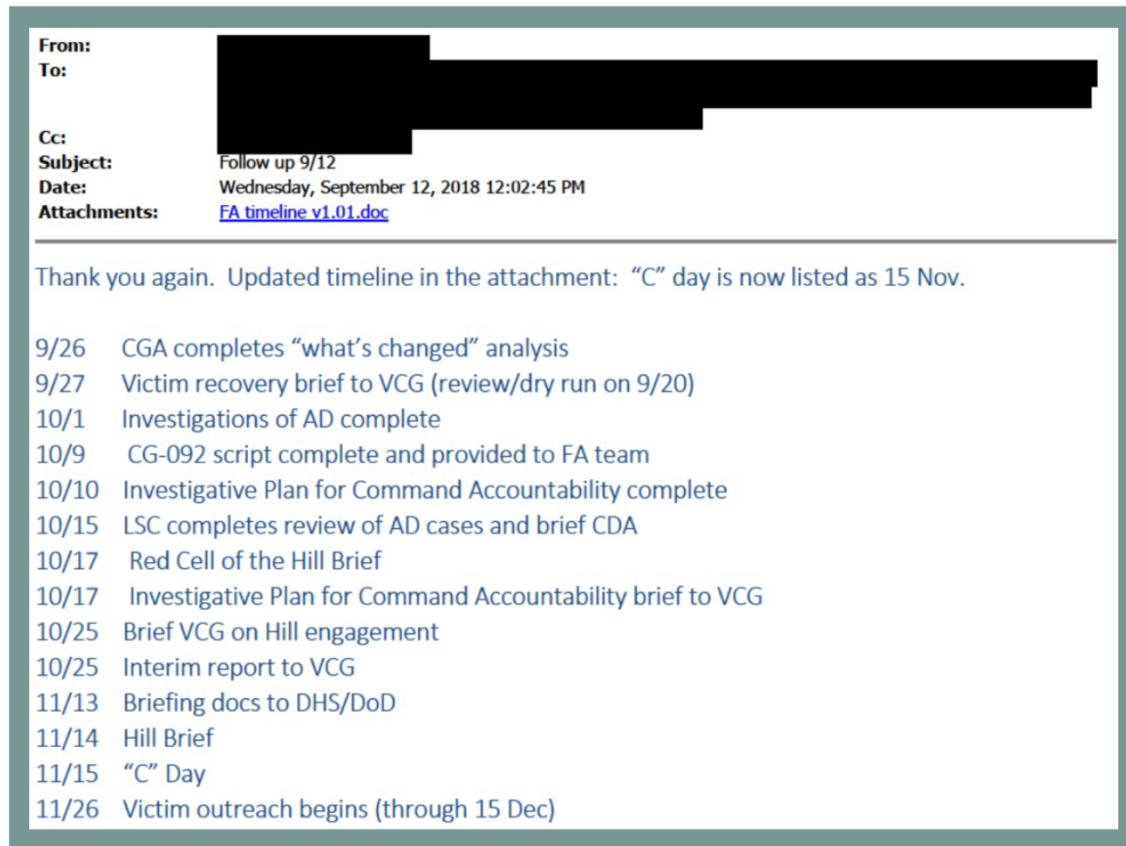 From:
To:
Cc:
Subject: Follow up 9/12
Date: Wednesday, September 12, 2018 12:02:45 PM
Attachments: FA timeline v1.01.doc
Thank you again. Updated timeline in the attachment: “C” day is now listed as 15 Nov.
9/26 CGA completes “what’s changed” analysis
9/27 Victim recovery brief to VCG (review/dry run on 9/20)
10/1 Investigations of AD complete
10/9 CG-092 script complete and provided to FA team
10/10 Investigative Plan for Command Accountability complete
10/15 LSC completes review of AD cases and brief CDA
10/17 Red Cell of the Hill Brief
10/17 Investigative Plan for Command Accountability brief to VCG
10/25 Brief VCG on Hill engagement
10/25 Interim report to VCG
11/13 Briefing docs to DHS/DoD
11/14 Hill Brief
11/15 “C” Day
11/26 Victim outreach begins (through 15 Dec)